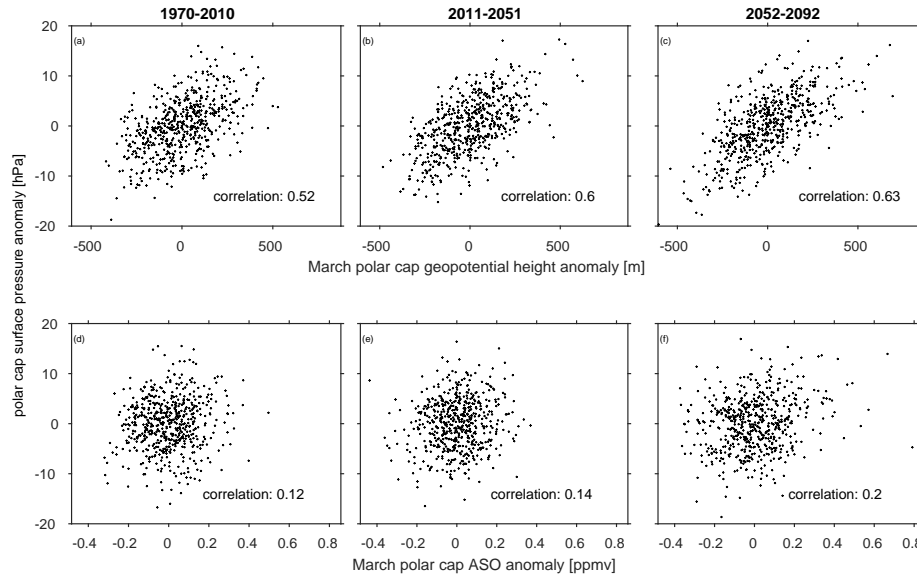 1970-2010 2011-2051 2052-2092
polar cap surface pressure anomaly [hPa]
(a) (b) (c)
20
10
0
-10
-20
correlation: 0.52 correlation: 0.6 correlation: 0.63
-500 0 500 -500 0 500 -500 0 500
March polar cap geopotential height anomaly [m]
(d) (e) (f)
20
10
0
-10
-20
correlation: 0.12 correlation: 0.14 correlation: 0.2
-0.4 -0.2 0 0.2 0.4 0.6 0.8 -0.4 -0.2 0 0.2 0.4 0.6 0.8 -0.4 -0.2 0 0.2 0.4 0.6 0.8
March polar cap ASO anomaly [ppmv]